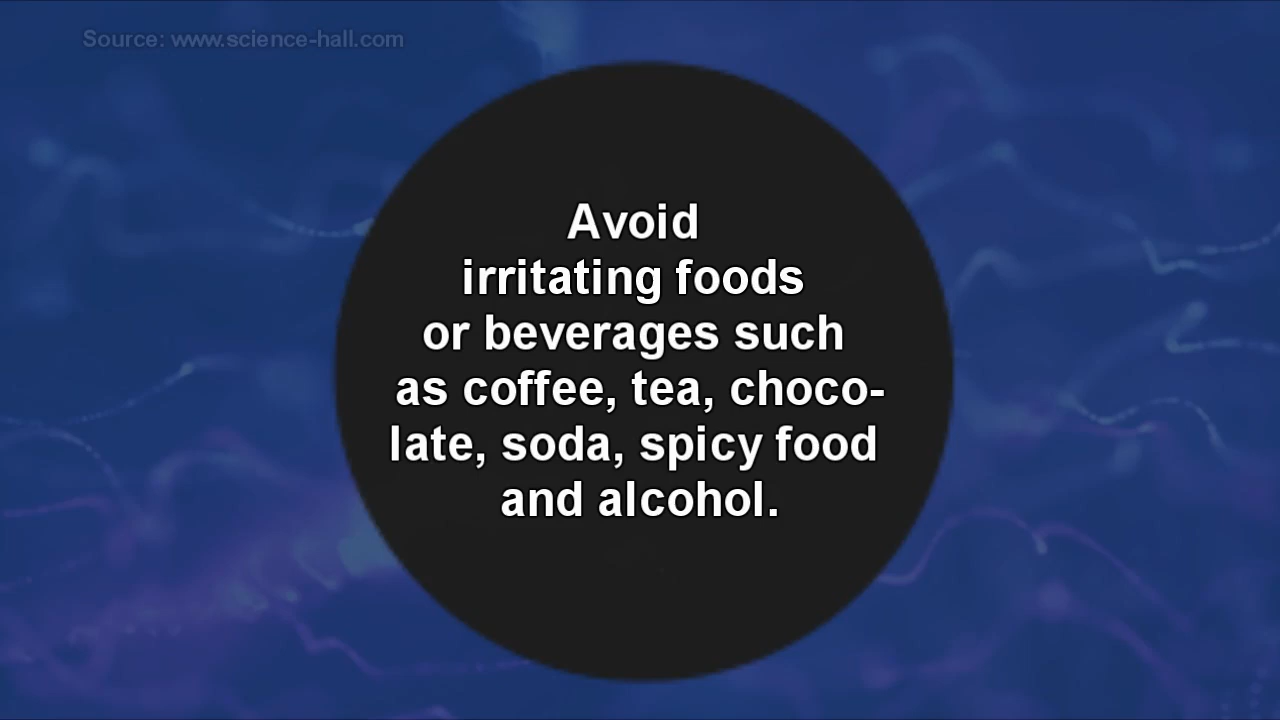 Source: www.science-hall.com
Avoid
irritating foods
or beverages such
as coffee, tea, choco-
late, soda, spicy food
and alcohol.